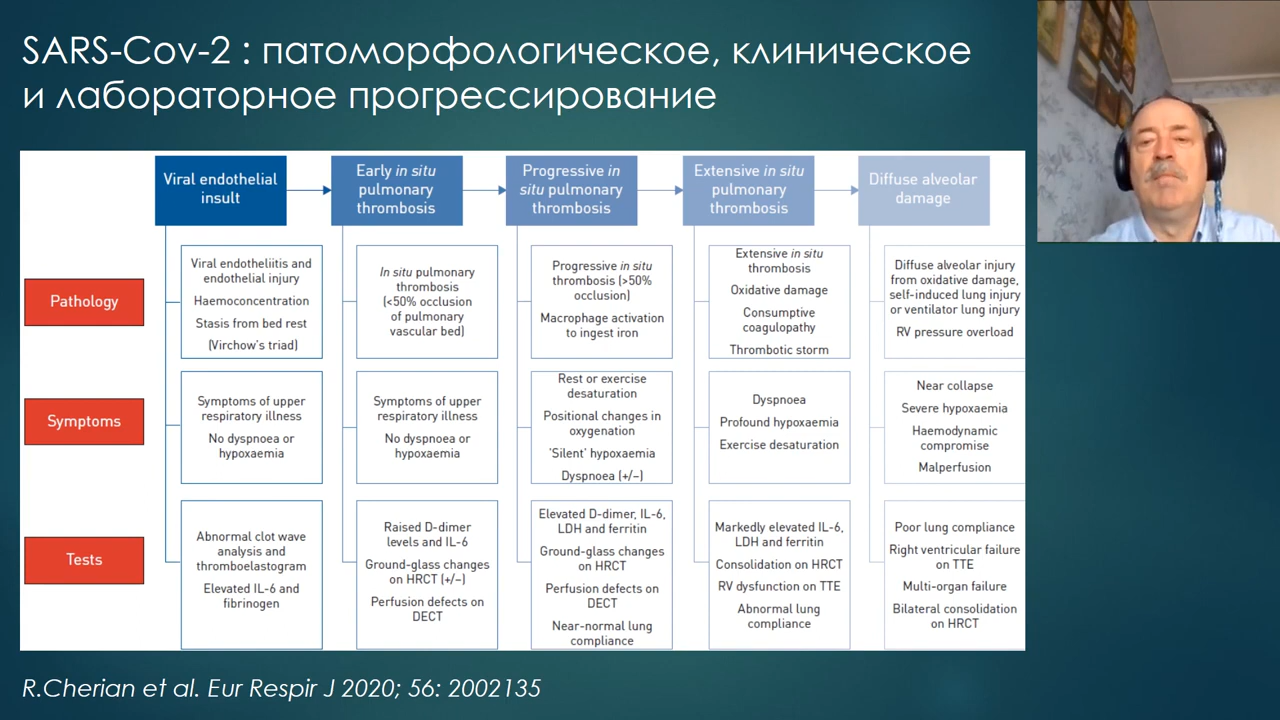 SARS-Cov-2 : патоморфологическое, клиническое
и лабораторное прогрессирование
Viral endothelial
insult
Early in situ
pulmonary
thrombosis
Progressive in
situ pulmonary
thrombosis
Extensive in situ
pulmonary
thrombosis
Diffuse alveolar
damage
Pathology
Viral endotheliitis and
endothelial injury
Haemoconcentration
Stasis from bed rest
(Virchow's triad)
In situ pulmonary
thrombosis
(<50% occlusion
of pulmonary
vascular bed)
Progressive in situ
thrombosis (>50%
occlusion)
Macrophage activation
to ingest iron
Extensive in situ
thrombosis
Oxidative damage
Consumptive
coagulopathy
Thrombotic storm
Diffuse alveolar injury
from oxidative damage,
self-induced lung injury
or ventilator lung injury
RV pressure overload
Symptoms
Symptoms of upper
respiratory illness
No dyspnoea or
hypoxaemia
Symptoms of upper
respiratory illness
No dyspnoea or
hypoxaemia
Rest or exercise
desaturation
Positional changes in
oxygenation
'Silent' hypoxaemia
Dyspnoea (+/–)
Dyspnoea
Profound hypoxaemia
Exercise desaturation
Near collapse
Severe hypoxaemia
Haemodynamic
compromise
Malperfusion
Tests
Abnormal clot wave
analysis and
thromboelastogram
Elevated IL-6 and
fibrinogen
Raised D-dimer
levels and IL-6
Ground-glass changes
on HRCT (+/–)
Perfusion defects on
DECT
Elevated D-dimer, IL-6,
LDH and ferritin
Ground-glass changes
on HRCT
Perfusion defects on
DECT
Near-normal lung
compliance
Markedly elevated IL-6,
LDH and ferritin
Consolidation on HRCT
RV dysfunction on TTE
Abnormal lung
compliance
Poor lung compliance
Right ventricular failure
on TTE
Multi-organ failure
Bilateral consolidation
on HRCT
R.Cherian et al. Eur Respir J 2020; 56: 2002135